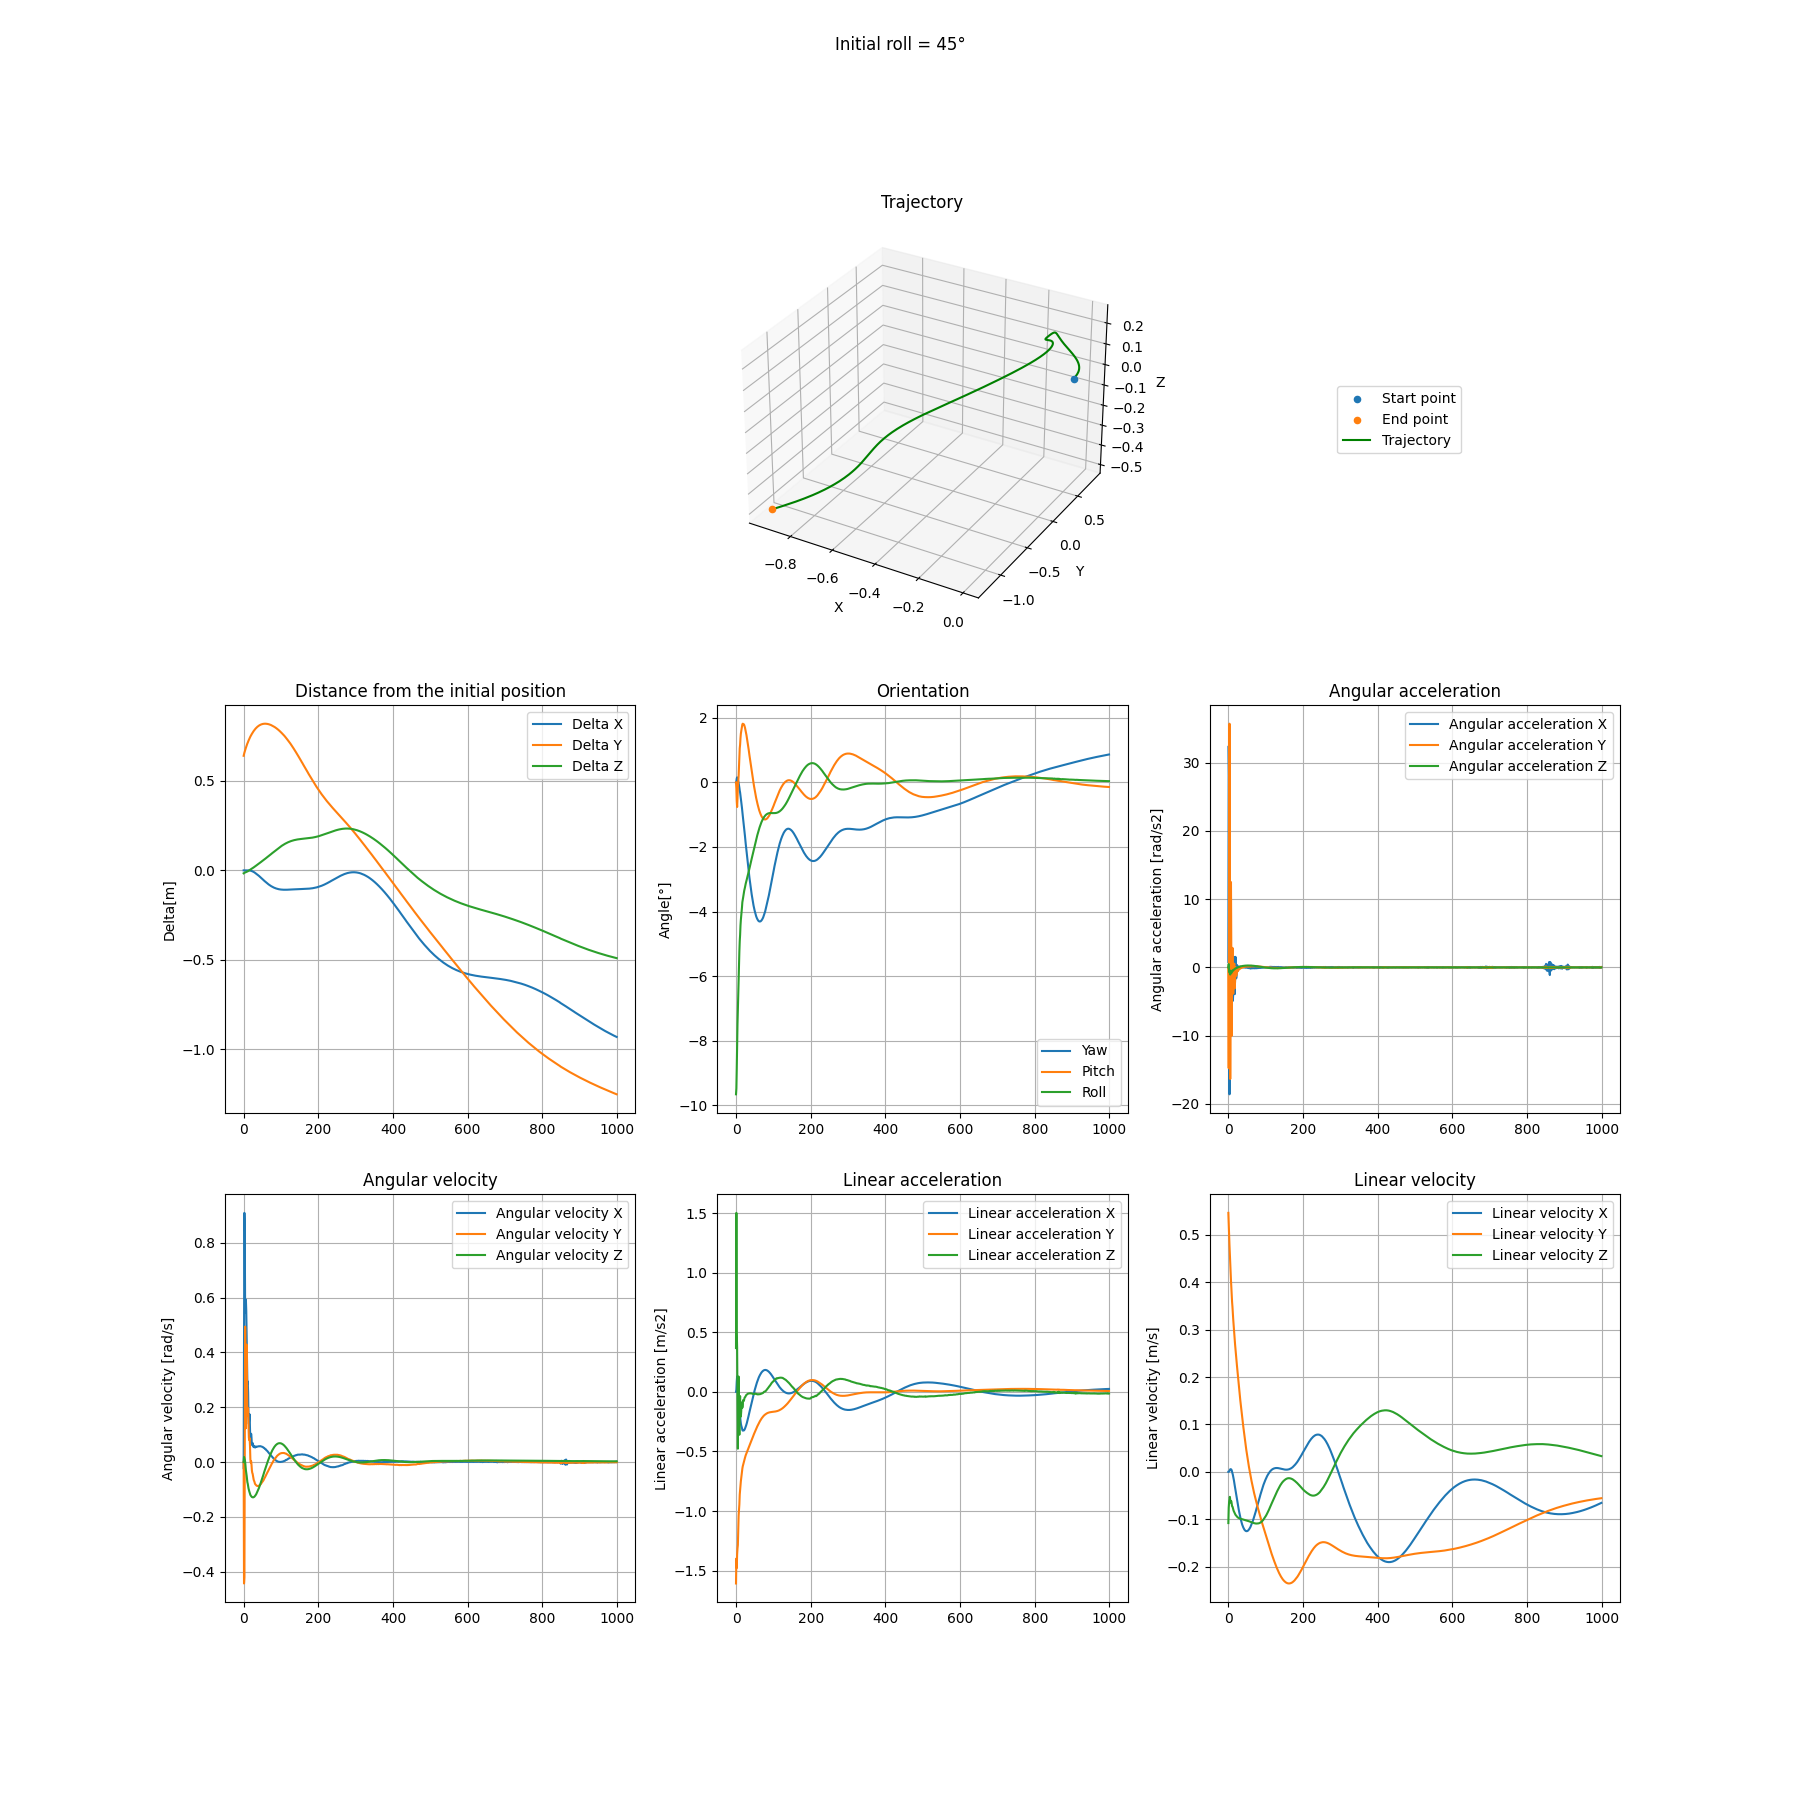 Initial roll = 45°
Trajectory
0.2
0.1
0.0
−0.1
−0.2
−0.3
−0.4
−0.5
Z
0.5
0.0
−0.5
−1.0
Y
−0.8
−0.6
−0.4
−0.2
0.0
X
Start point
End point
Trajectory
Distance from the initial position
Delta[m]
0.5
0.0
−0.5
−1.0
0 200 400 600 800 1000
Delta X
Delta Y
Delta Z
Orientation
Angle[°]
2
0
−2
−4
−6
−8
−10
0 200 400 600 800 1000
Yaw
Pitch
Roll
Angular acceleration
Angular acceleration [rad/s2]
30
20
10
0
−10
−20
0 200 400 600 800 1000
Angular acceleration X
Angular acceleration Y
Angular acceleration Z
Angular velocity
Angular velocity [rad/s]
0.8
0.6
0.4
0.2
0.0
−0.2
−0.4
0 200 400 600 800 1000
Angular velocity X
Angular velocity Y
Angular velocity Z
Linear acceleration
Linear acceleration [m/s2]
1.5
1.0
0.5
0.0
−0.5
−1.0
−1.5
0 200 400 600 800 1000
Linear acceleration X
Linear acceleration Y
Linear acceleration Z
Linear velocity
Linear velocity [m/s]
0.5
0.4
0.3
0.2
0.1
0.0
−0.1
−0.2
0 200 400 600 800 1000
Linear velocity X
Linear velocity Y
Linear velocity Z